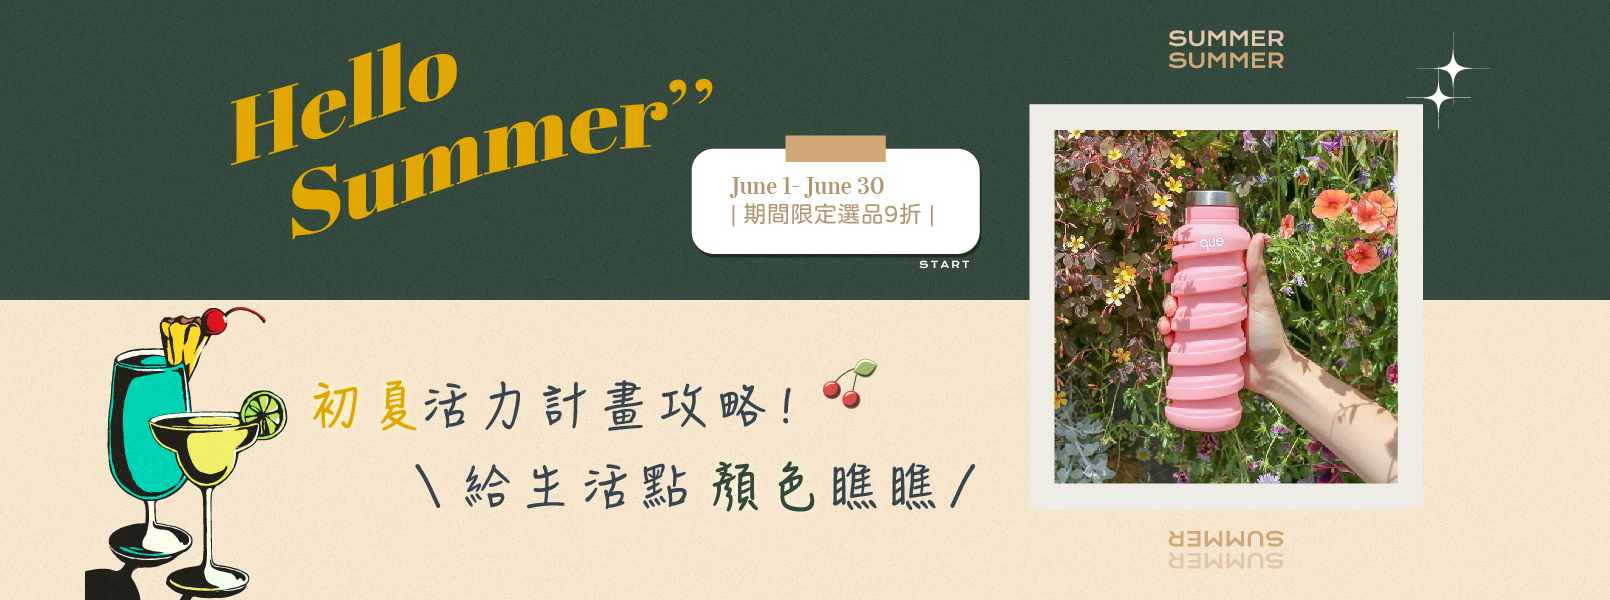 Hello
Summer”
June 1- June 30
| 期間限定選品9折 |
START
初夏活力計畫攻略!
\ 給生活點顏色瞧瞧 /
SUMMER
SUMMER
que
SUMMER
SUMMER